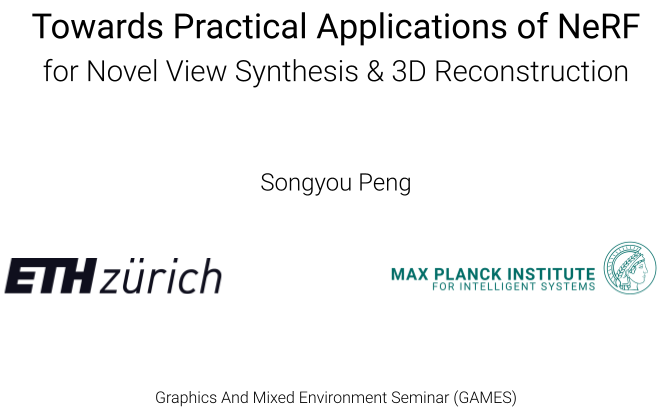 Towards Practical Applications of NeRF
for Novel View Synthesis & 3D Reconstruction
Songyou Peng
ETH zürich
MAX PLANCK INSTITUTE
FOR INTELLIGENT SYSTEMS
Graphics And Mixed Environment Seminar (GAMES)